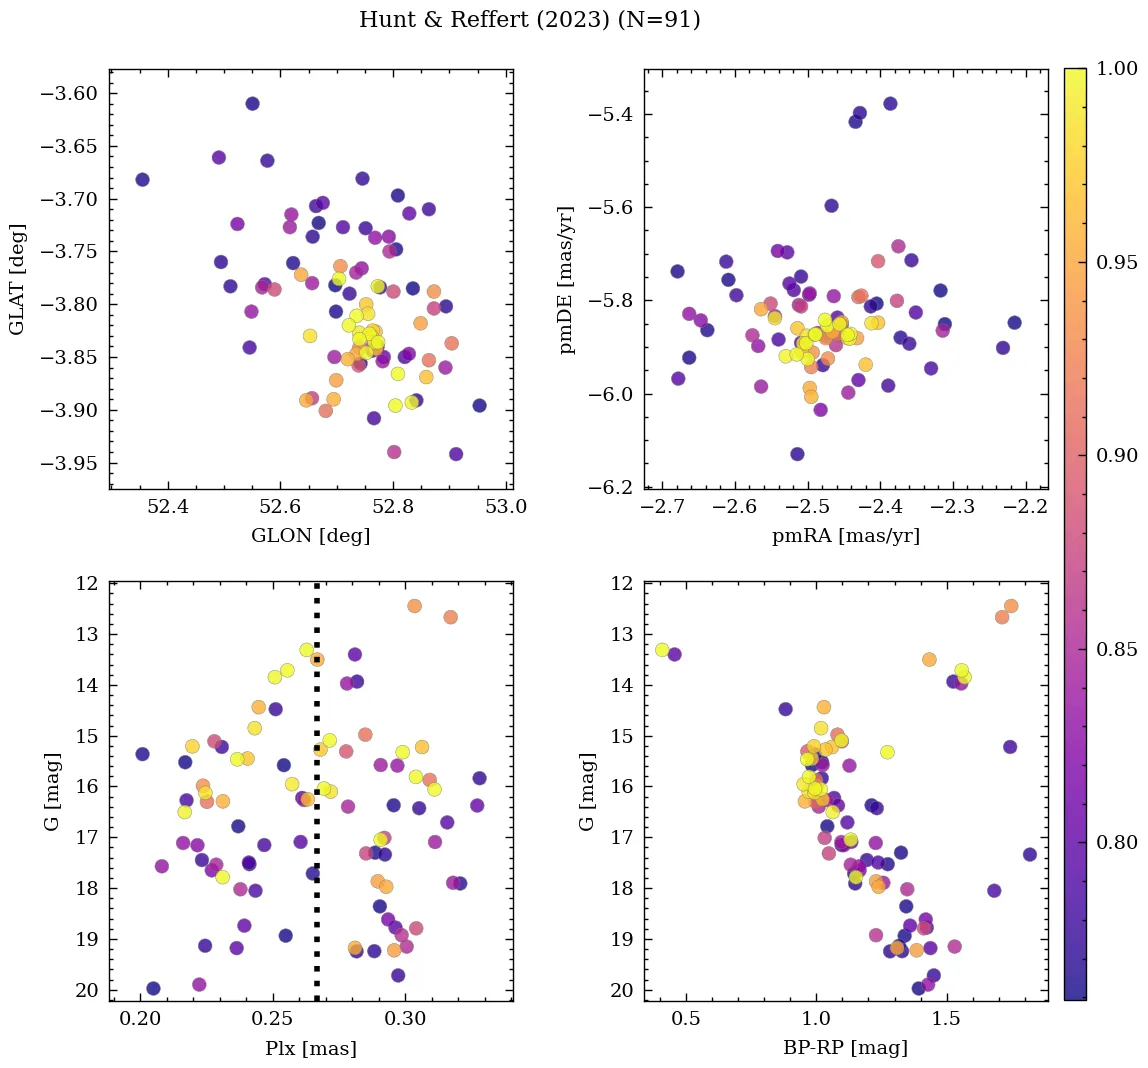 Hunt & Reffert (2023) (N=91)
−3.60
−3.65
−3.70
−3.75
−3.80
−3.85
−3.90
−3.95
GLAT [deg]
52.4 52.6 52.8 53.0
GLON [deg]
−5.4
−5.6
−5.8
−6.0
−6.2
pmDE [mas/yr]
−2.7 −2.6 −2.5 −2.4 −2.3 −2.2
pmRA [mas/yr]
1.00
0.95
0.90
0.85
0.80
12
13
14
15
16
17
18
19
20
G [mag]
0.20 0.25 0.30
Plx [mas]
12
13
14
15
16
17
18
19
20
G [mag]
0.5 1.0 1.5
BP-RP [mag]